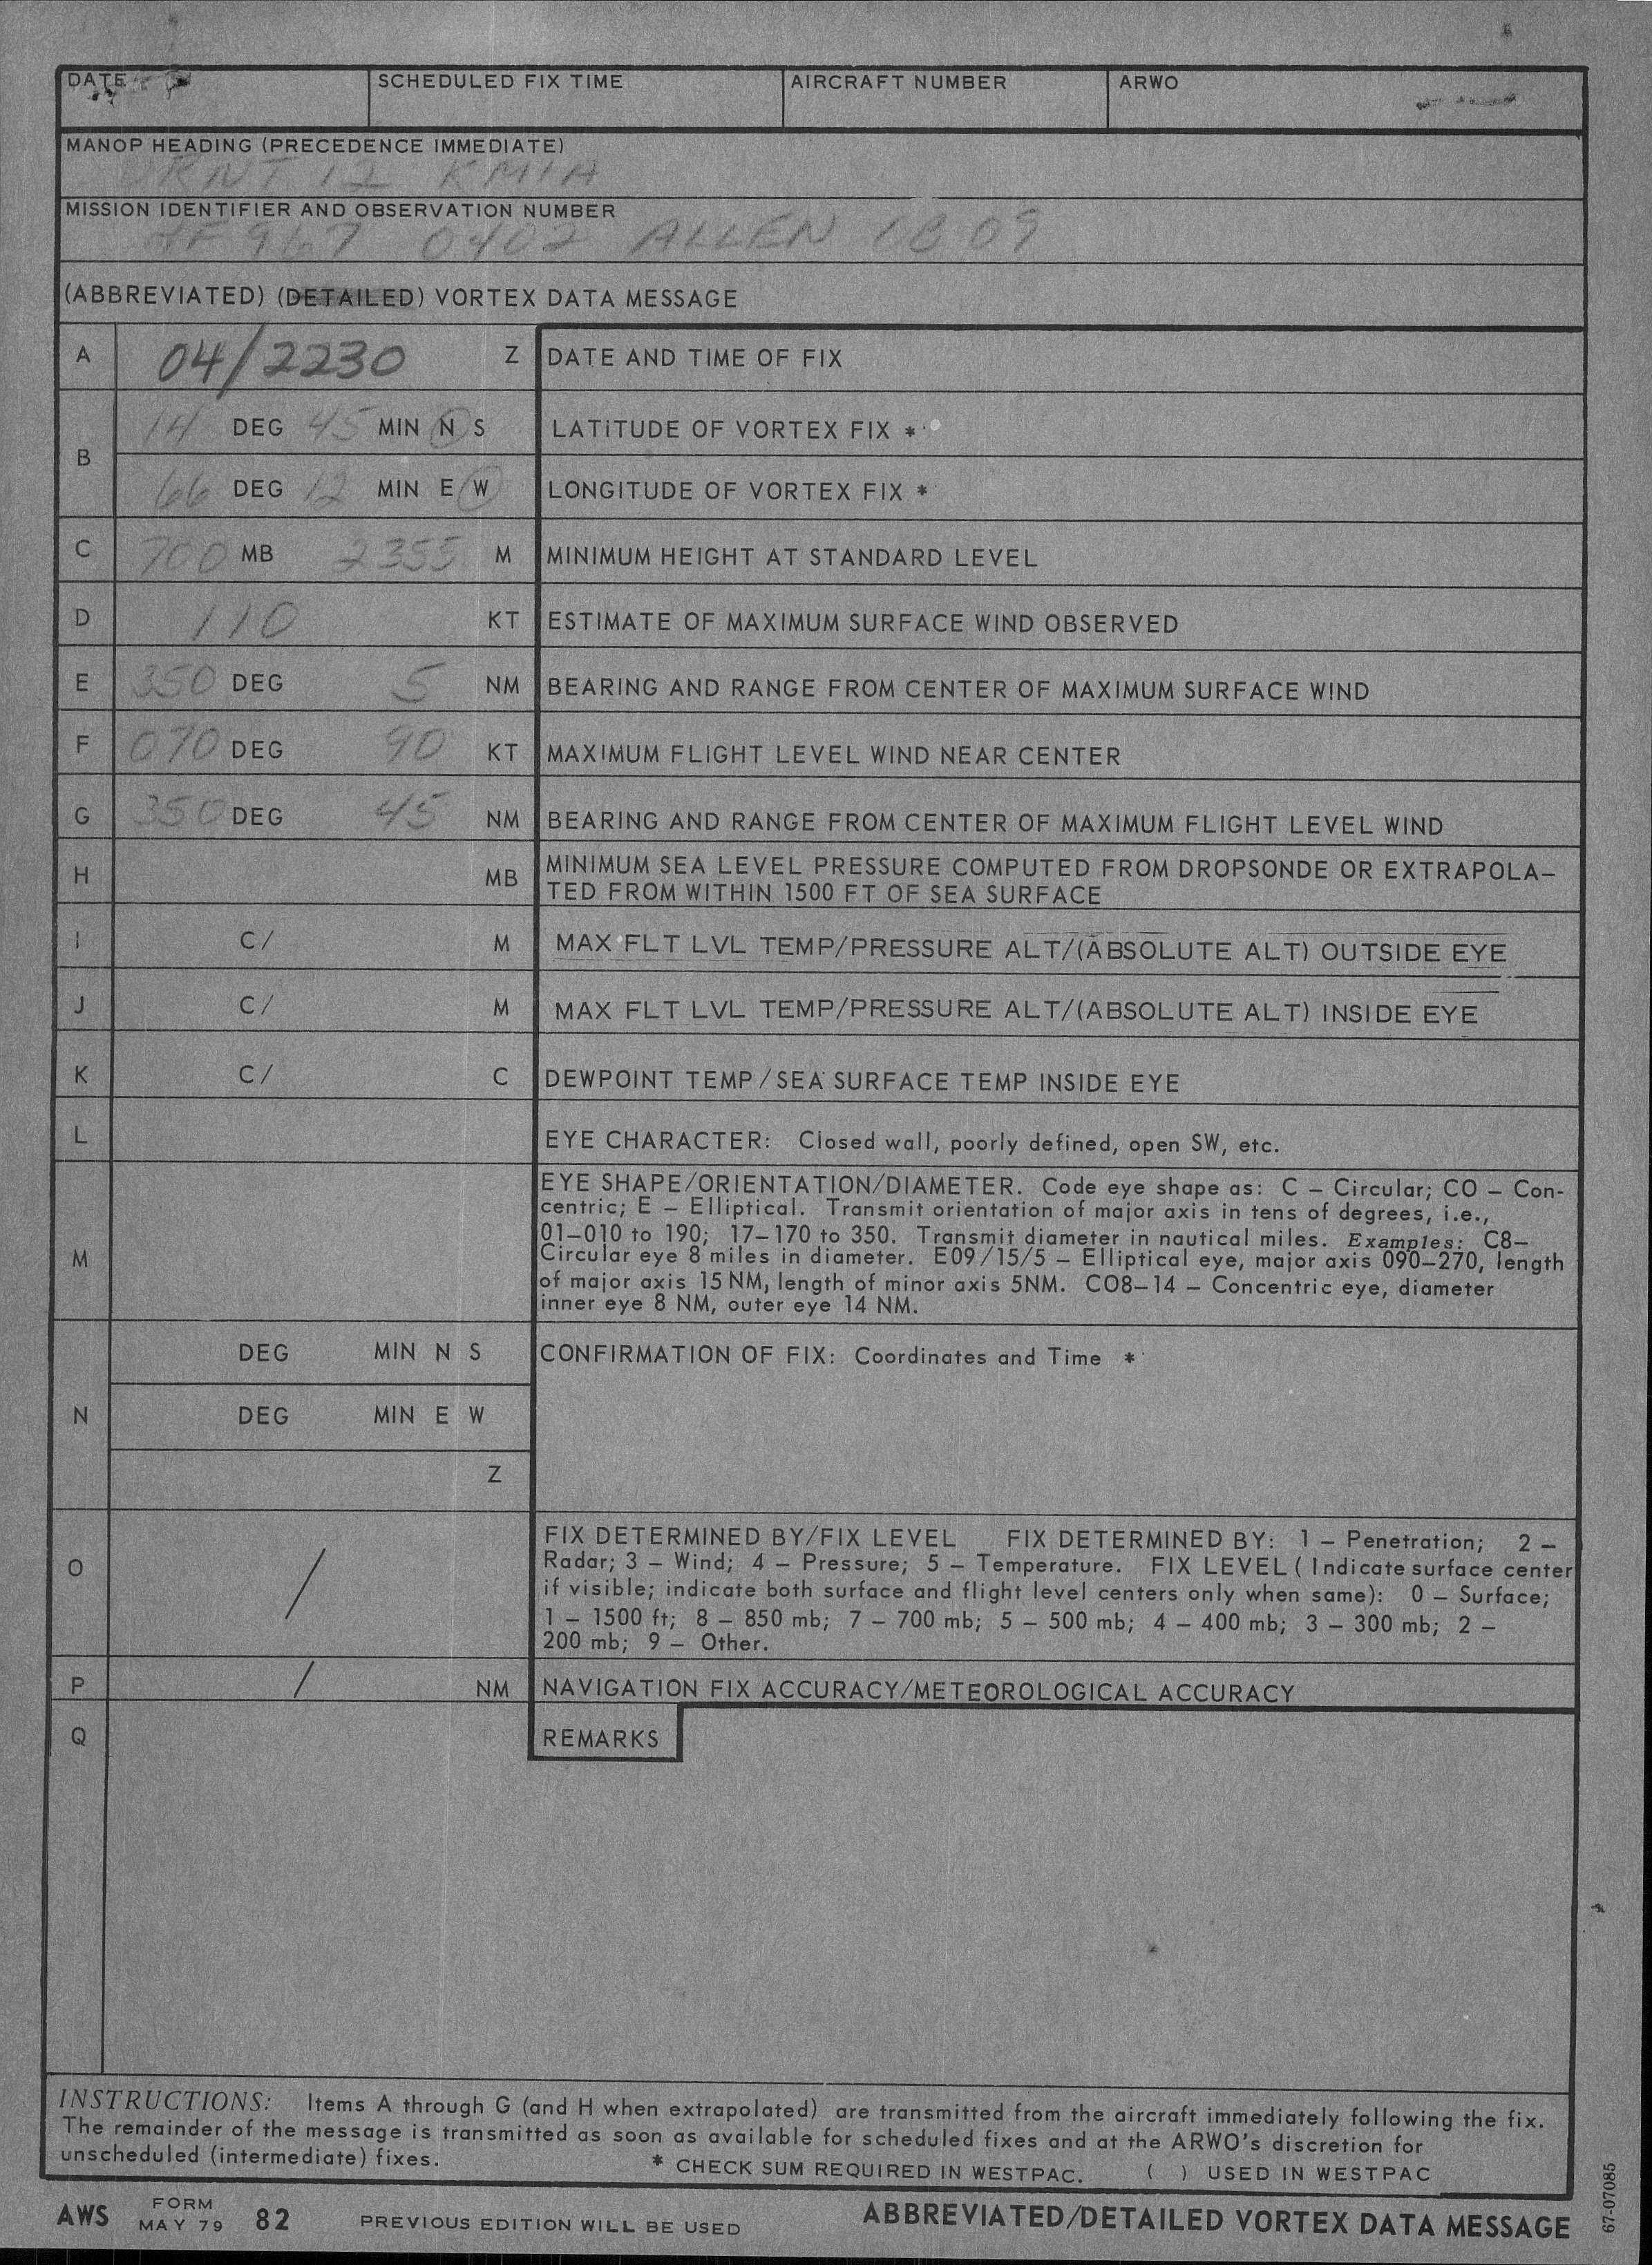 DATE SCHEDULED FIX TIME AIRCRAFT NUMBER ARWO
MANOP HEADING (PRECEDENCE IMMEDIATE)
URNT 12 KMIA
MISSION IDENTIFIER AND OBSERVATION NUMBER
AF967 0402 ALLEN 09
(ABBREVIATED) (DETAILED) VORTEX DATA MESSAGE
A 04/2230 Z DATE AND TIME OF FIX
14 DEG 45 MIN N S LATITUDE OF VORTEX FIX *
B
66 DEG 12 MIN E W LONGITUDE OF VORTEX FIX *
C 700 MB 2355 M MINIMUM HEIGHT AT STANDARD LEVEL
D 110 KT ESTIMATE OF MAXIMUM SURFACE WIND OBSERVED
E 350 DEG 5 NM BEARING AND RANGE FROM CENTER OF MAXIMUM SURFACE WIND
F 070 DEG 90 KT MAXIMUM FLIGHT LEVEL WIND NEAR CENTER
G 350 DEG 45 NM BEARING AND RANGE FROM CENTER OF MAXIMUM FLIGHT LEVEL WIND
H MB MINIMUM SEA LEVEL PRESSURE COMPUTED FROM DROPSONDE OR EXTRAPOLA-
TED FROM WITHIN 1500 FT OF SEA SURFACE
I C/ M MAX FLT LVL TEMP/PRESSURE ALT/(ABSOLUTE ALT) OUTSIDE EYE
J C/ M MAX FLT LVL TEMP/PRESSURE ALT/(ABSOLUTE ALT) INSIDE EYE
K C/ C DEWPOINT TEMP/SEA SURFACE TEMP INSIDE EYE
L EYE CHARACTER: Closed wall, poorly defined, open SW, etc.
EYE SHAPE/ORIENTATION/DIAMETER. Code eye shape as: C – Circular; CO – Con-
centric; E – Elliptical. Transmit orientation of major axis in tens of degrees, i.e.,
01–010 to 190; 17–170 to 350. Transmit diameter in nautical miles. Examples: C8–
M Circular eye 8 miles in diameter. E09/15/5 – Elliptical eye, major axis 090–270, length
of major axis 15 NM, length of minor axis 5NM. CO8–14 – Concentric eye, diameter
inner eye 8 NM, outer eye 14 NM.
DEG MIN N S CONFIRMATION OF FIX: Coordinates and Time *
N DEG MIN E W
Z
FIX DETERMINED BY/FIX LEVEL FIX DETERMINED BY: 1 – Penetration; 2 –
O Radar; 3 – Wind; 4 – Pressure; 5 – Temperature. FIX LEVEL (Indicate surface center
/ if visible; indicate both surface and flight level centers only when same): 0 – Surface;
1 – 1500 ft; 8 – 850 mb; 7 – 700 mb; 5 – 500 mb; 4 – 400 mb; 3 – 300 mb; 2 –
200 mb; 9 – Other.
P / NM NAVIGATION FIX ACCURACY/METEOROLOGICAL ACCURACY
Q REMARKS
INSTRUCTIONS: Items A through G (and H when extrapolated) are transmitted from the aircraft immediately following the fix.
The remainder of the message is transmitted as soon as available for scheduled fixes and at the ARWO's discretion for
unscheduled (intermediate) fixes. * CHECK SUM REQUIRED IN WESTPAC. ( ) USED IN WESTPAC
AWS FORM MAY 79 82 PREVIOUS EDITION WILL BE USED ABBREVIATED/DETAILED VORTEX DATA MESSAGE
67-07085